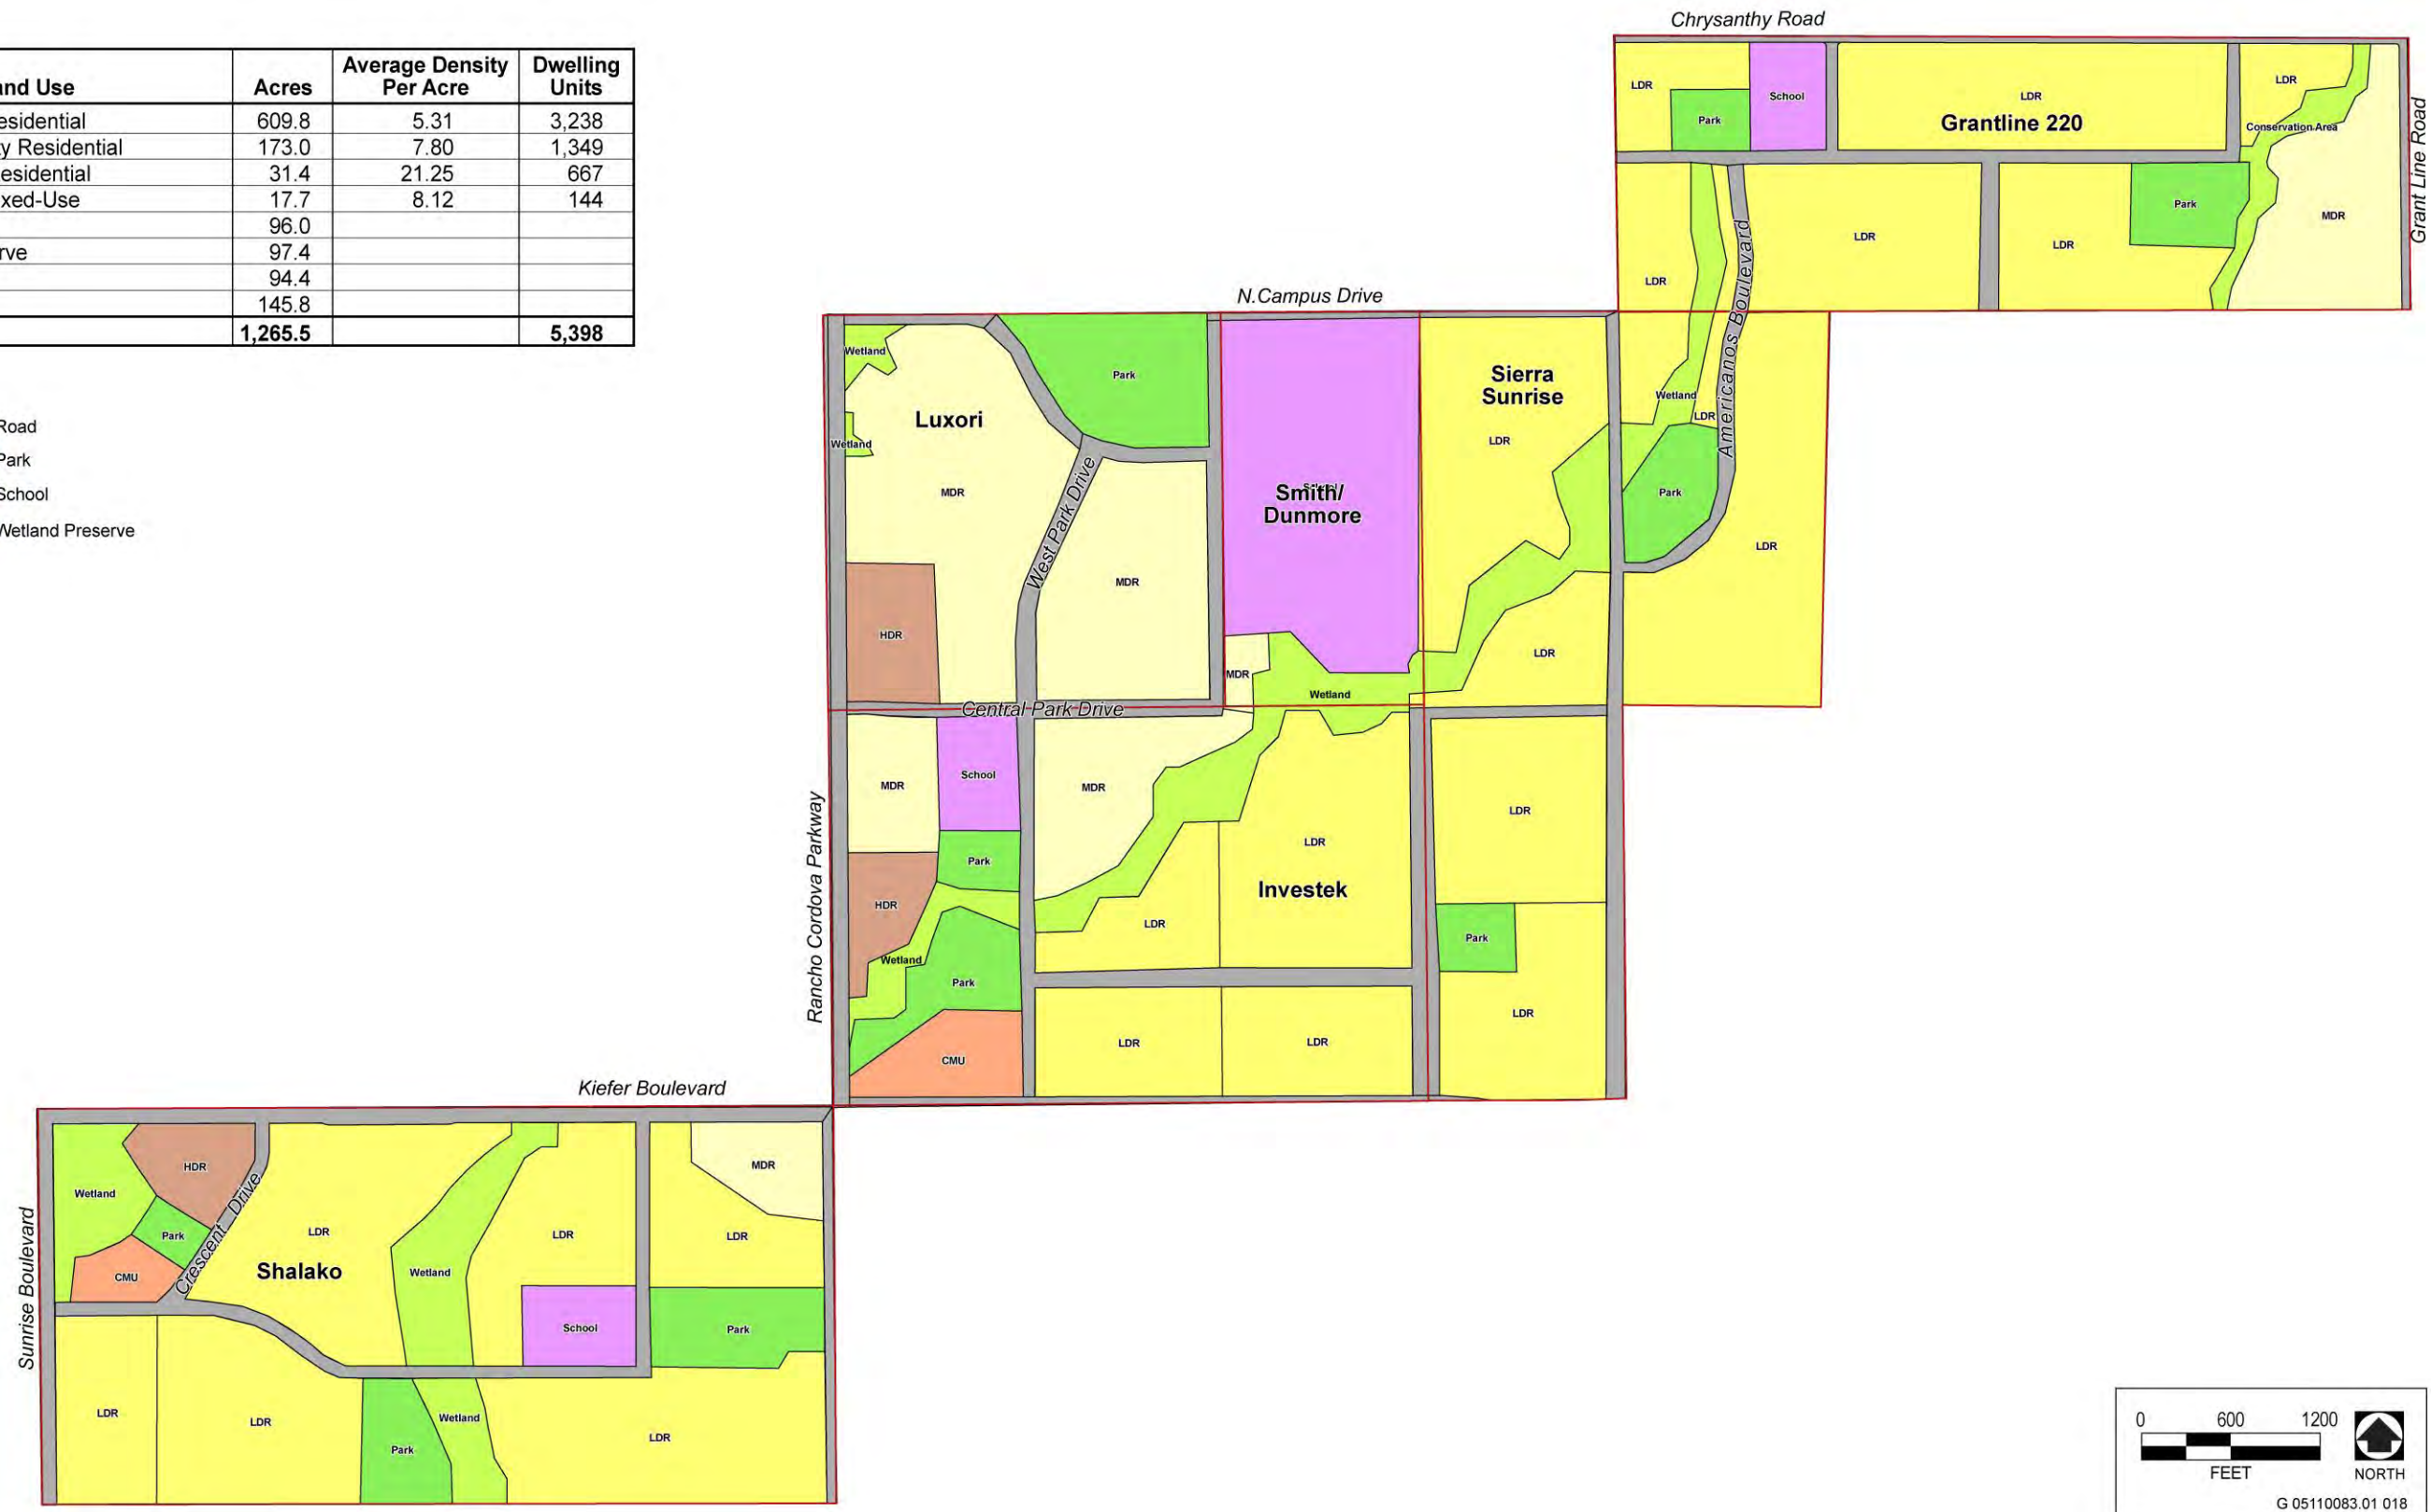 Chrysanthy Road
and Use Acres Average Density Per Acre Dwelling Units
esidential 609.8 5.31 3,238
y Residential 173.0 7.80 1,349
esidential 31.4 21.25 667
xed-Use 17.7 8.12 144
96.0
rve 97.4
94.4
145.8
1,265.5 5,398
Road
Park
School
Wetland Preserve
LDR
Park
School
LDR
Grantline 220
LDR
Conservation Area
Grant Line Road
LDR
LDR
LDR
Park
MDR
Americanos Boulevard
N.Campus Drive
Wetland
Wetland
Luxori
MDR
Park
West Park Drive
MDR
HDR
School
Smith/
Dunmore
MDR
Wetland
Sierra
Sunrise
LDR
LDR
Wetland
LDR
Park
LDR
Central Park Drive
Rancho Cordova Parkway
MDR
School
MDR
Park
HDR
Wetland
Park
CMU
LDR
Investek
LDR
LDR
LDR
LDR
Park
LDR
Kiefer Boulevard
Sunrise Boulevard
Wetland
HDR
Park
CMU
Crescent Drive
LDR
Shalako
Wetland
LDR
School
MDR
LDR
Park
LDR
LDR
Park
Wetland
LDR
0 600 1200
FEET
NORTH
G 05110083.01 018